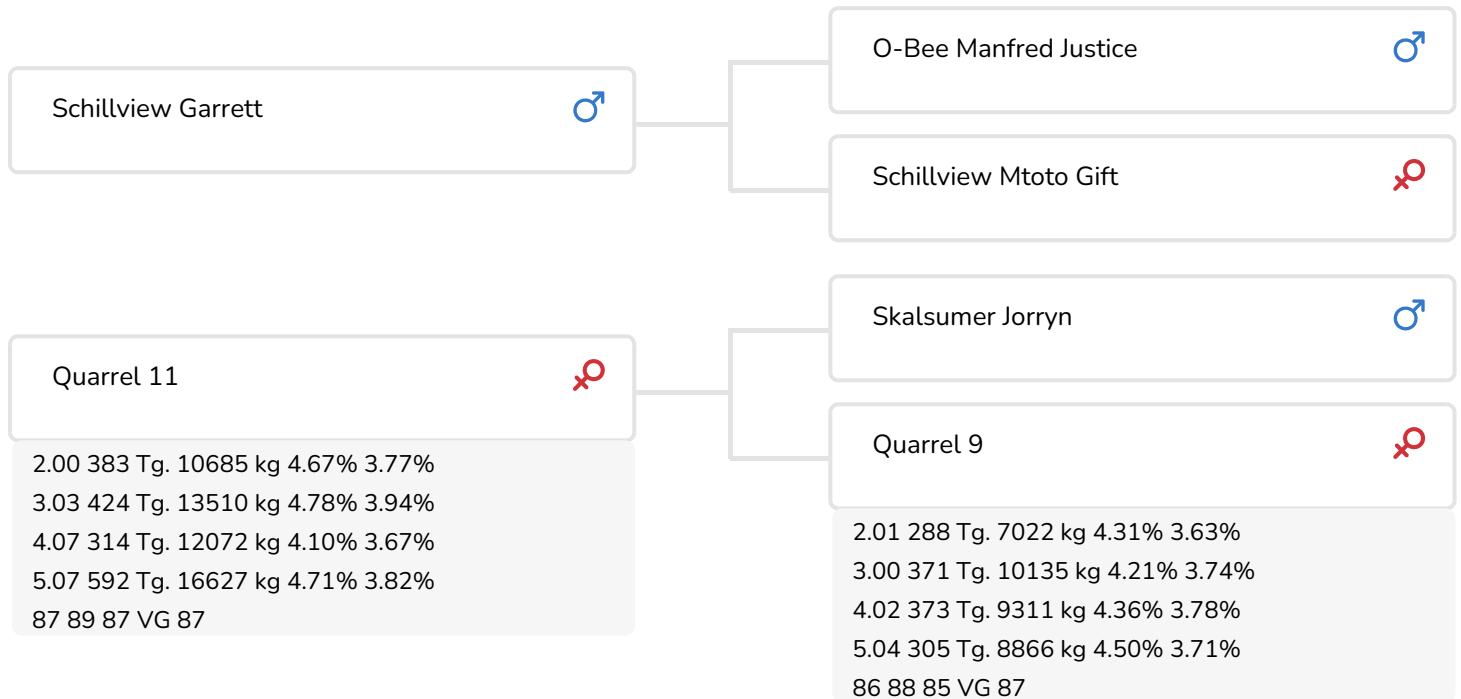 O-Bee Manfred Justice
Schillview Garrett
Schillview Mtoto Gift
Skalsumer Jorryn
Quarrel 11
2.00 383 Tg. 10685 kg 4.67% 3.77%
3.03 424 Tg. 13510 kg 4.78% 3.94%
4.07 314 Tg. 12072 kg 4.10% 3.67%
5.07 592 Tg. 16627 kg 4.71% 3.82%
87 89 87 VG 87
Quarrel 9
2.01 288 Tg. 7022 kg 4.31% 3.63%
3.00 371 Tg. 10135 kg 4.21% 3.74%
4.02 373 Tg. 9311 kg 4.36% 3.78%
5.04 305 Tg. 8866 kg 4.50% 3.71%
86 88 85 VG 87